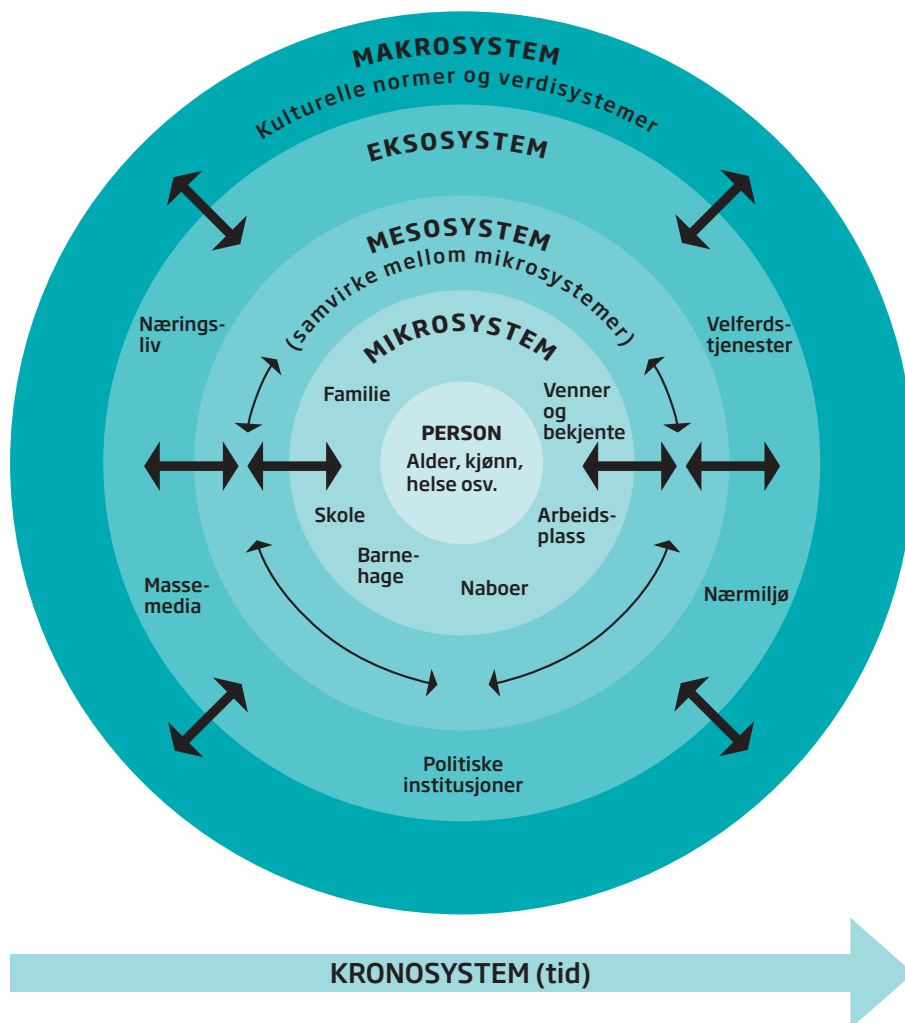 MAKROSYSTEM
Kulturelle normer og verdisystemer
EKSOSYSTEM
MESOSYSTEM
(samvirke mellom mikrosystemer)
MIKROSYSTEM
Nærings-
liv
Velferds-
tjenester
Familie
Venner
og
bekjente
PERSON
Alder, kjønn,
helse osv.
Skole
Arbeids-
plass
Barne-
hage
Naboer
Masse-
media
Nærmiljø
Politiske
institusjoner
KRONOSYSTEM (tid)